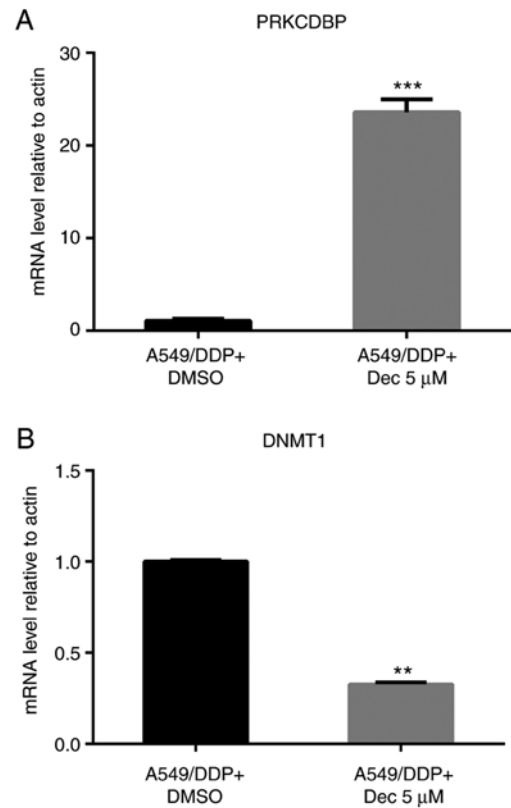 A
PRKCDBP
mRNA level relative to actin
30
20
10
0
***
A549/DDP+
DMSO
A549/DDP+
Dec 5 μM
B
DNMT1
mRNA level relative to actin
1.5
1.0
0.5
0.0
**
A549/DDP+
DMSO
A549/DDP+
Dec 5 μM